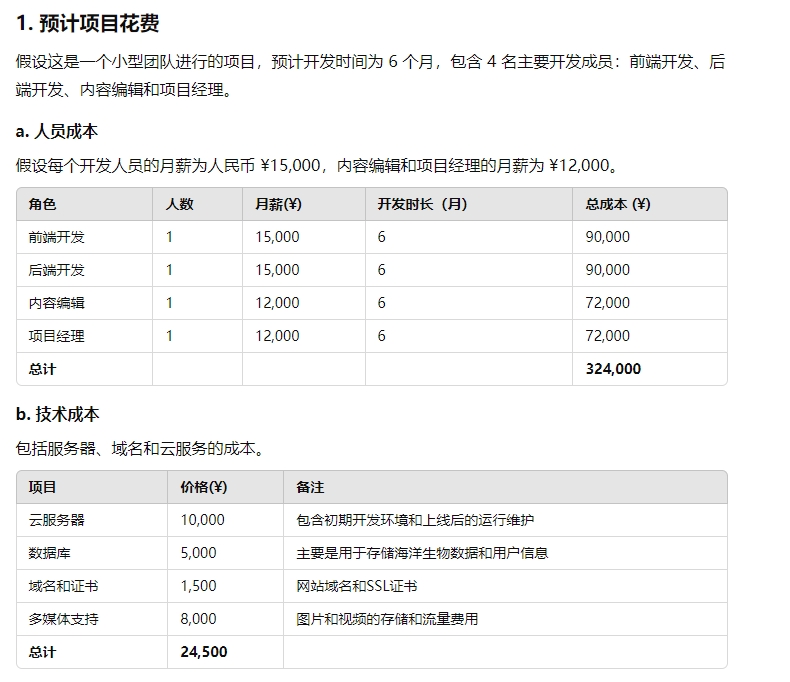 1. 预计项目花费
假设这是一个小型团队进行的项目，预计开发时间为 6 个月，包含 4 名主要开发成员：前端开发、后
端开发、内容编辑和项目经理。
a. 人员成本
假设每个开发人员的月薪为人民币 ¥15,000，内容编辑和项目经理的月薪为 ¥12,000。
角色 人数 月薪(¥) 开发时长（月） 总成本 (¥)
前端开发 1 15,000 6 90,000
后端开发 1 15,000 6 90,000
内容编辑 1 12,000 6 72,000
项目经理 1 12,000 6 72,000
总计 324,000
b. 技术成本
包括服务器、域名和云服务的成本。
项目 价格(¥) 备注
云服务器 10,000 包含初期开发环境和上线后的运行维护
数据库 5,000 主要是用于存储海洋生物数据和用户信息
域名和证书 1,500 网站域名和SSL证书
多媒体支持 8,000 图片和视频的存储和流量费用
总计 24,500